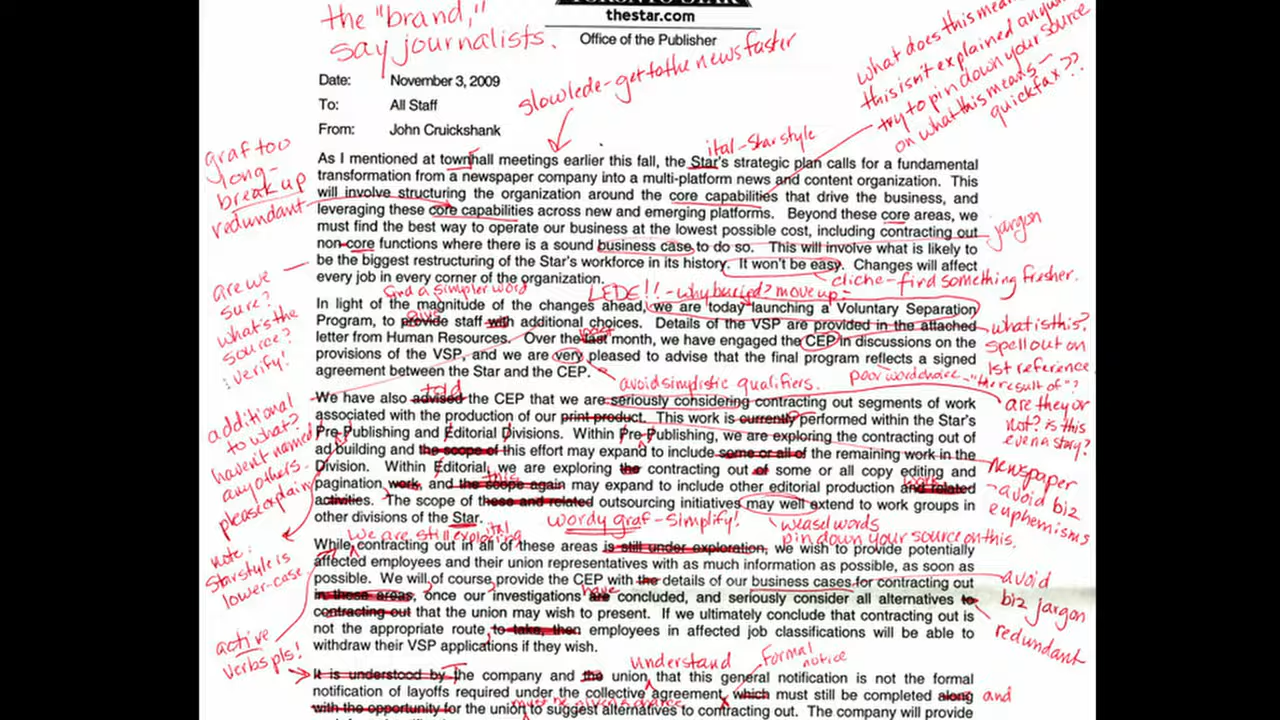 the "brand,"
say journalists.
TORONTO STAR
thestar.com
Office of the Publisher
what does this mean
this isn't explained
try to pin down your source
on what this means -
quickfax??
Date: November 3, 2009
To: All Staff
From: John Cruickshank
slow lede - get to the news faster
ital - Star style
graf too
long -
break up
redundant
As I mentioned at townhall meetings earlier this fall, the Star's strategic plan calls for a fundamental
transformation from a newspaper company into a multi-platform news and content organization. This
will involve structuring the organization around the core capabilities that drive the business, and
leveraging these core capabilities across new and emerging platforms. Beyond these core areas, we
must find the best way to operate our business at the lowest possible cost, including contracting out
non-core functions where there is a sound business case to do so. This will involve what is likely to
be the biggest restructuring of the Star's workforce in its history. It won't be easy. Changes will affect
every job in every corner of the organization.
jargon
cliche - find something fresher.
are we
sure?
what's the
source?
verify!
find a simpler word
LEDE!! - why buried? move up?
In light of the magnitude of the changes ahead, we are today launching a Voluntary Separation
Program, to provide staff with additional choices. Details of the VSP are provided in the attached
letter from Human Resources. Over the last month, we have engaged the CEP in discussions on the
provisions of the VSP, and we are very pleased to advise that the final program reflects a signed
agreement between the Star and the CEP.
give
past
what is this?
spell out on
1st reference
avoid simplistic qualifiers.
poor word choice - "the result of"?
told
We have also advised the CEP that we are seriously considering contracting out segments of work
associated with the production of our print product. This work is currently performed within the Star's
Pre-Publishing and Editorial Divisions. Within Pre-Publishing, we are exploring the contracting out of
ad building and the scope of this effort may expand to include some or all of the remaining work in the
Division. Within Editorial, we are exploring the contracting out of some or all copy editing and
pagination work, and the scope again may expand to include other editorial production and related
activities. The scope of these and related outsourcing initiatives may well extend to work groups in
other divisions of the Star.
this
work
additional
to what?
haven't named
any others.
please explain
are they or
not? is this
even a story?
newspaper
- avoid biz
euphemisms
wordy graf - simplify!
weasel words
pin down your source on this.
note:
Star style is
lower-case.
We are still exploring
ital
While contracting out in all of these areas is still under exploration, we wish to provide potentially
affected employees and their union representatives with as much information as possible, as soon as
possible. We will of course provide the CEP with the details of our business cases for contracting out
in these areas, once our investigations are concluded, and seriously consider all alternatives to
contracting out that the union may wish to present. If we ultimately conclude that contracting out is
not the appropriate route to take, then employees in affected job classifications will be able to
withdraw their VSP applications if they wish.
have
avoid
biz jargon
redundant
active
verbs pls!
understand
Formal
notice
It is understood by the company and the union that this general notification is not the formal
notification of layoffs required under the collective agreement, which must still be completed along
and
must be given a chance
with the opportunity for the union to suggest alternatives to contracting out. The company will provide